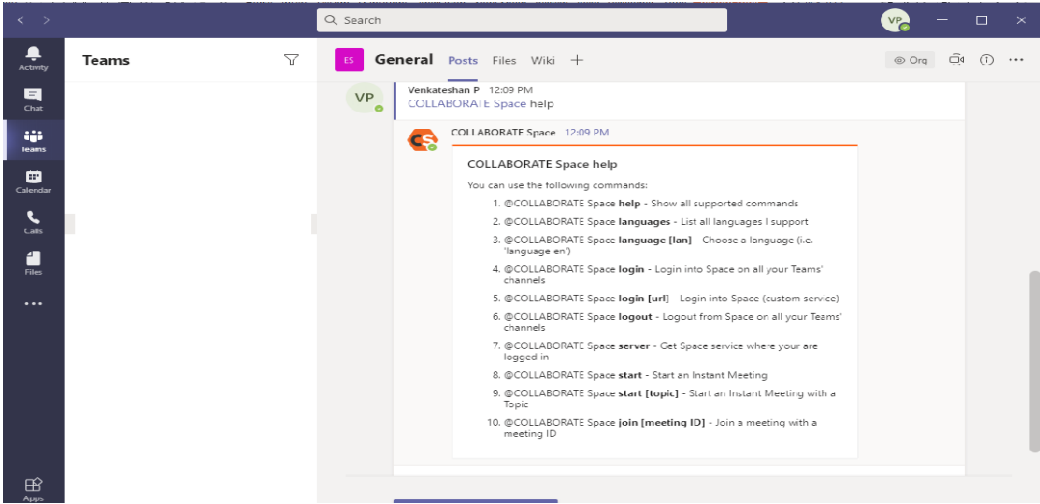 Search
VP
Activity
Chat
Teams
Calendar
Calls
Files
Apps
Teams
ES General Posts Files Wiki
Org
VP
Venkateshan P 12:09 PM
COLLABORATE Space help
CS
COLLABORATE Space 12:09 PM
COLLABORATE Space help
You can use the following commands:
1. @COLLABORATE Space help - Show all supported commands
2. @COLLABORATE Space languages - List all languages I support
3. @COLLABORATE Space language [lan] - Choose a language (i.e.
'language en')
4. @COLLABORATE Space login - Login into Space on all your Teams'
channels
5. @COLLABORATE Space login [url] - Login into Space (custom service)
6. @COLLABORATE Space logout - Logout from Space on all your Teams'
channels
7. @COLLABORATE Space server - Get Space service where your are
logged in
8. @COLLABORATE Space start - Start an Instant Meeting
9. @COLLABORATE Space start [topic] - Start an Instant Meeting with a
Topic
10. @COLLABORATE Space join [meeting ID] - Join a meeting with a
meeting ID